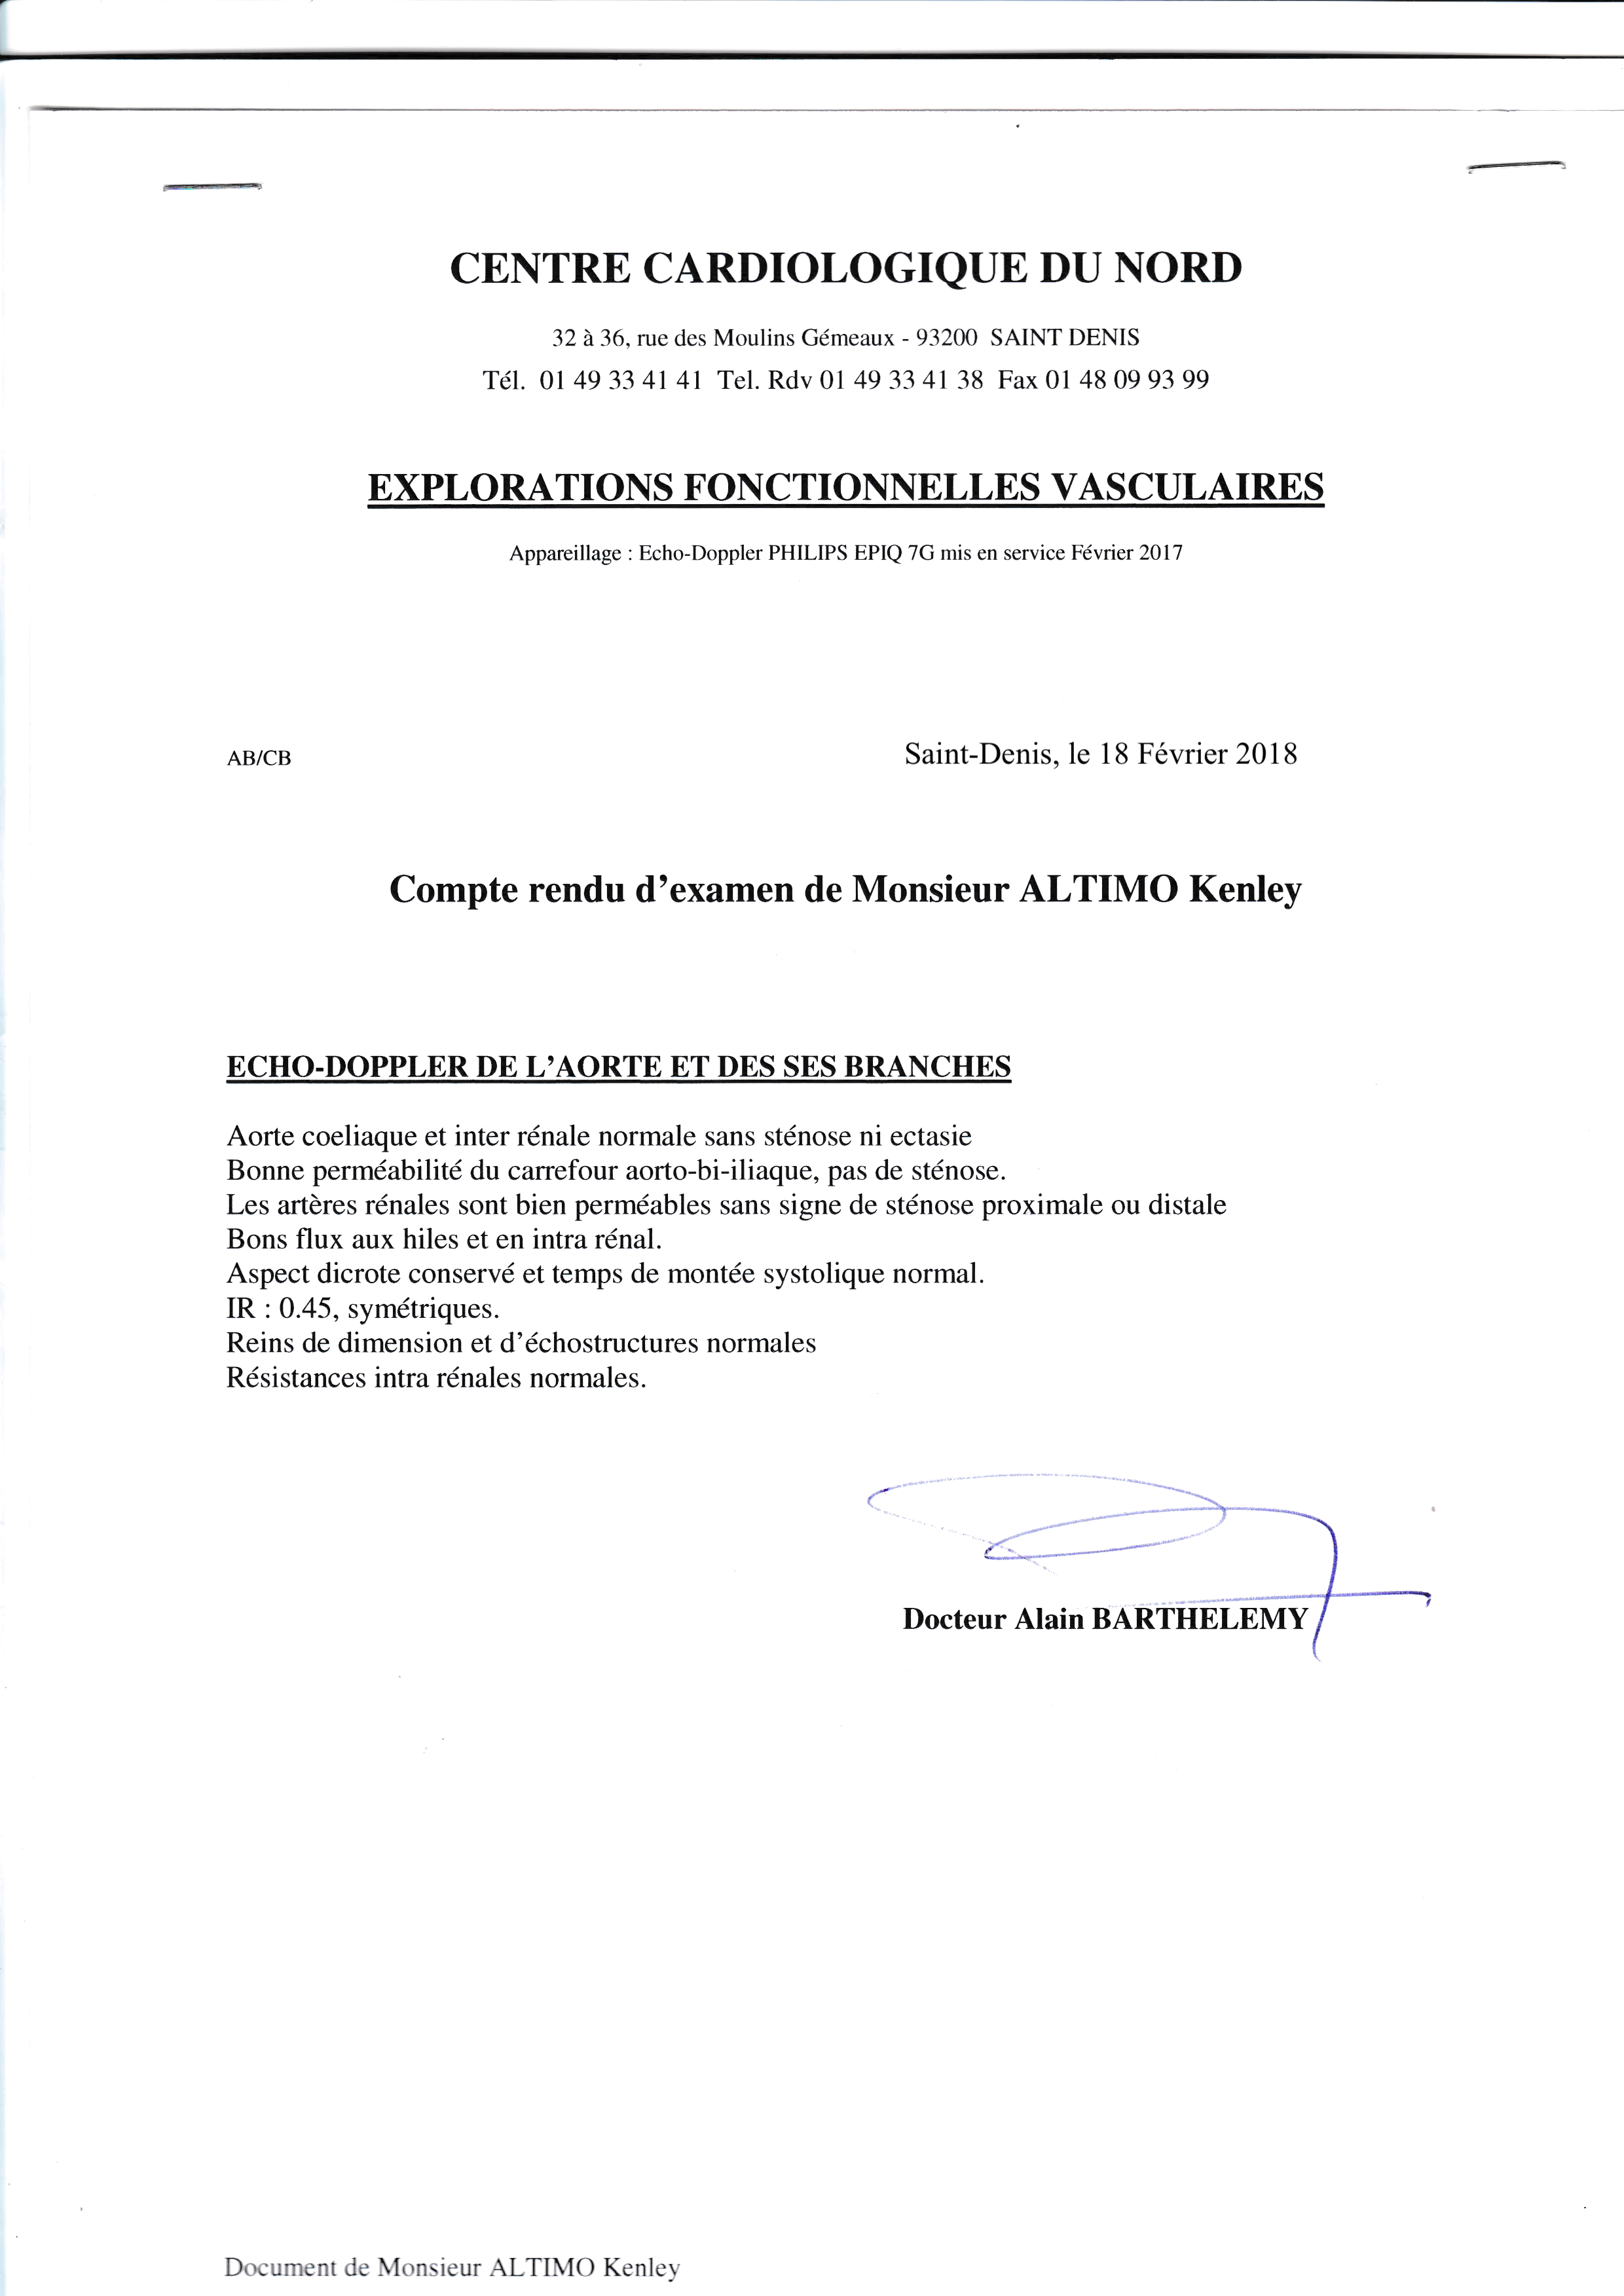 CENTRE CARDIOLOGIQUE DU NORD
32 à 36, rue des Moulins Gémeaux - 93200 SAINT DENIS
Tél. 01 49 33 41 41 Tel. Rdv 01 49 33 41 38 Fax 01 48 09 93 99
EXPLORATIONS FONCTIONNELLES VASCULAIRES
Appareillage : Echo-Doppler PHILIPS EPIQ 7G mis en service Février 2017
AB/CB
Saint-Denis, le 18 Février 2018
Compte rendu d’examen de Monsieur ALTIMO Kenley
ECHO-DOPPLER DE L’AORTE ET DES SES BRANCHES
Aorte coeliaque et inter rénale normale sans sténose ni ectasie
Bonne perméabilité du carrefour aorto-bi-iliaque, pas de sténose.
Les artères rénales sont bien perméables sans signe de sténose proximale ou distale
Bons flux aux hiles et en intra rénal.
Aspect dicrote conservé et temps de montée systolique normal.
IR : 0.45, symétriques.
Reins de dimension et d’échostructures normales
Résistances intra rénales normales.
Docteur Alain BARTHELEMY
Document de Monsieur ALTIMO Kenley